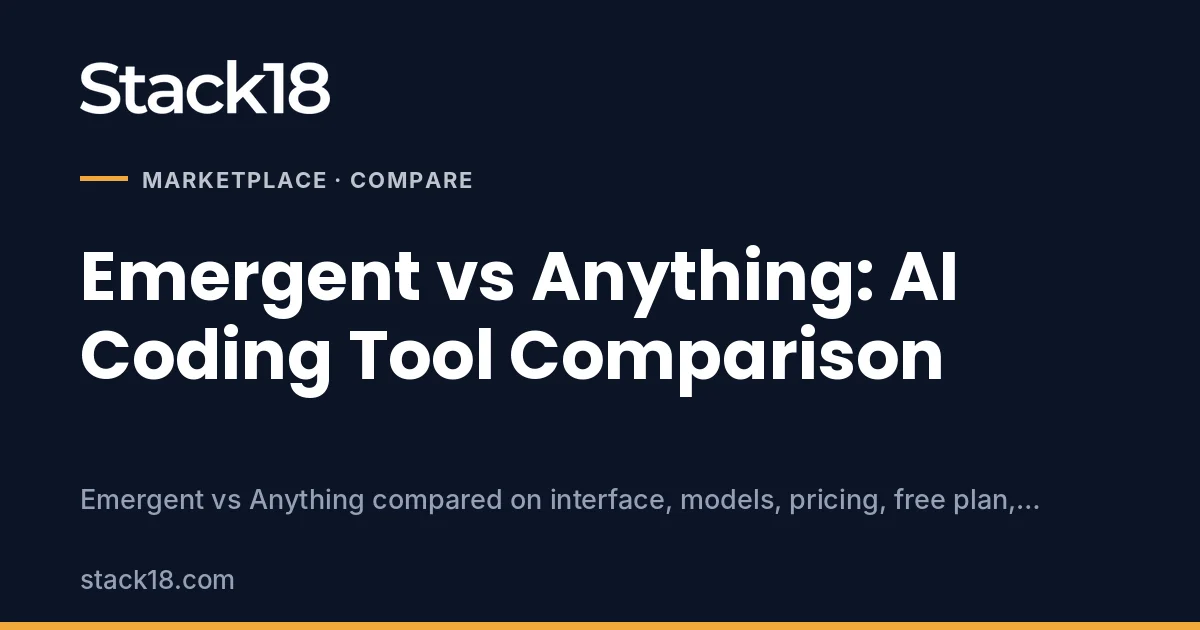 Stack18
MARKETPLACE · COMPARE
Emergent vs Anything: AI
Coding Tool Comparison
Emergent vs Anything compared on interface, models, pricing, free plan,...
stack18.com